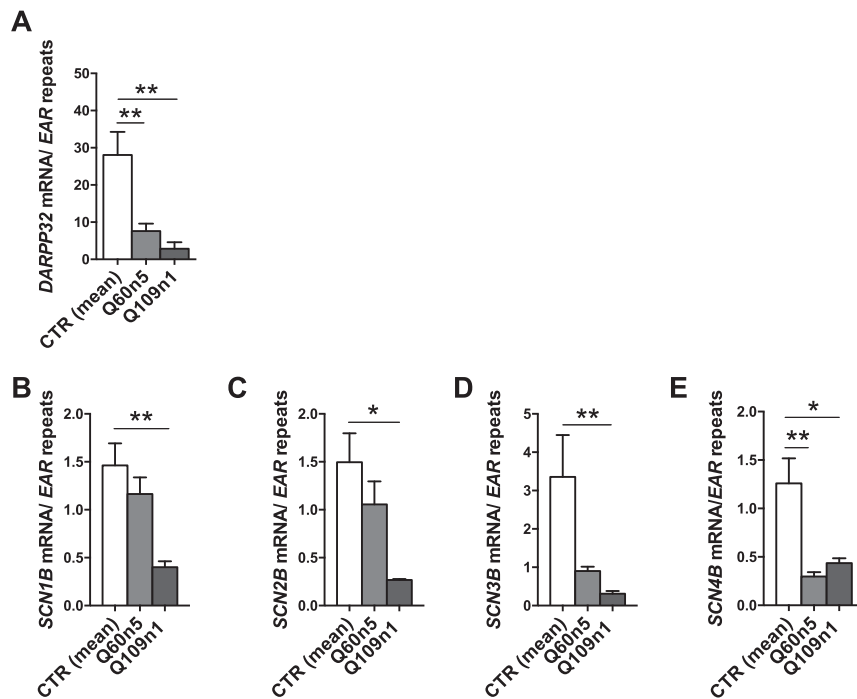 A
DARPP32 mRNA/ EAR repeats
50
40
30
20
10
0
**
**
CTR (mean)
Q60n5
Q109n1
B
SCN1B mRNA/ EAR repeats
2.0
1.5
1.0
0.5
0.0
**
CTR (mean)
Q60n5
Q109n1
C
SCN2B mRNA/ EAR repeats
2.0
1.5
1.0
0.5
0.0
*
CTR (mean)
Q60n5
Q109n1
D
SCN3B mRNA/ EAR repeats
5
4
3
2
1
0
**
CTR (mean)
Q60n5
Q109n1
E
SCN4B mRNA/EAR repeats
2.0
1.5
1.0
0.5
0.0
*
**
CTR (mean)
Q60n5
Q109n1